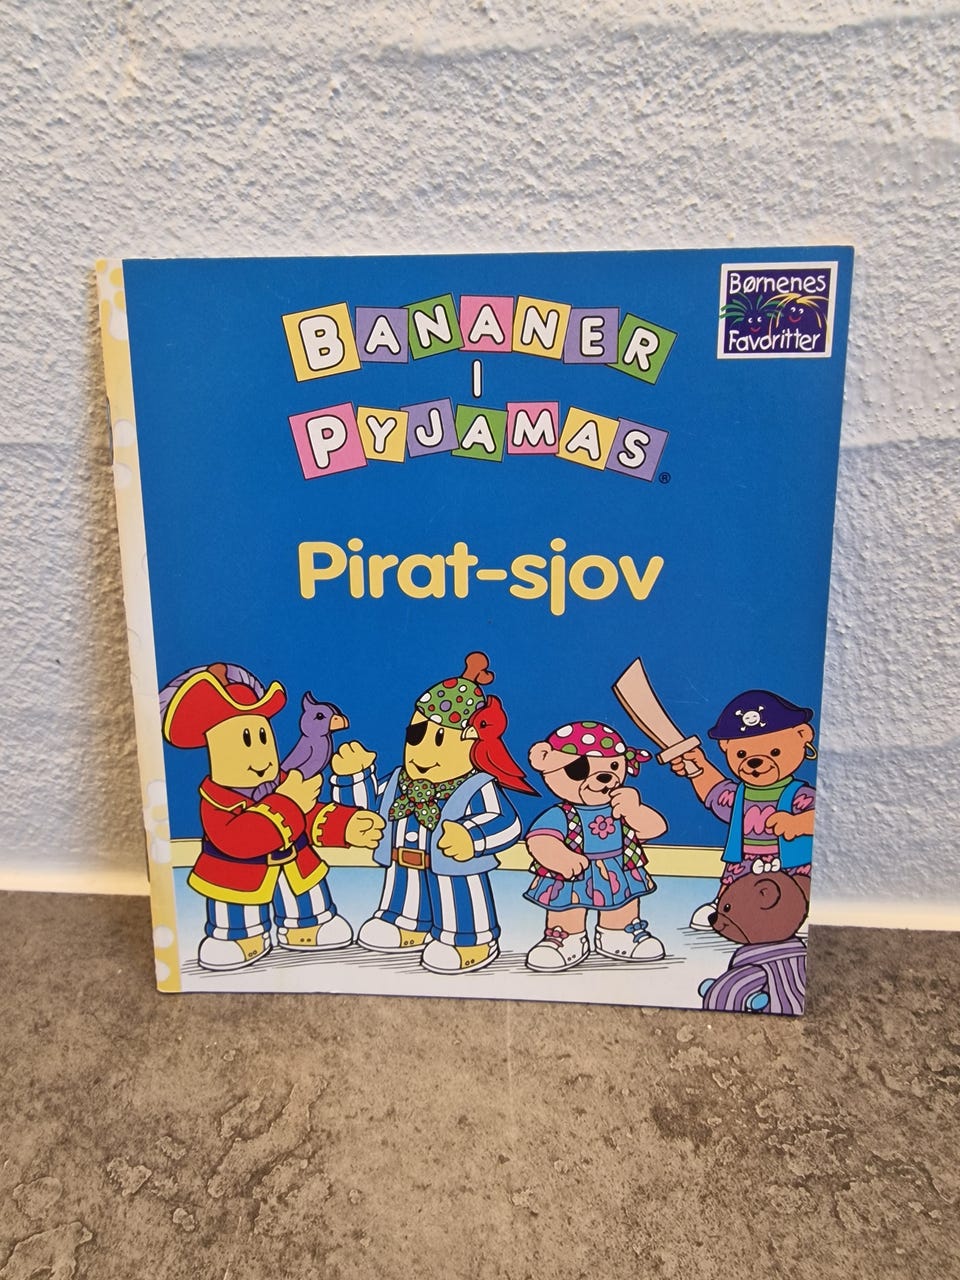 Børnenes
Favoritter
BANANER
I
PYJAMAS®
Pirat-sjov